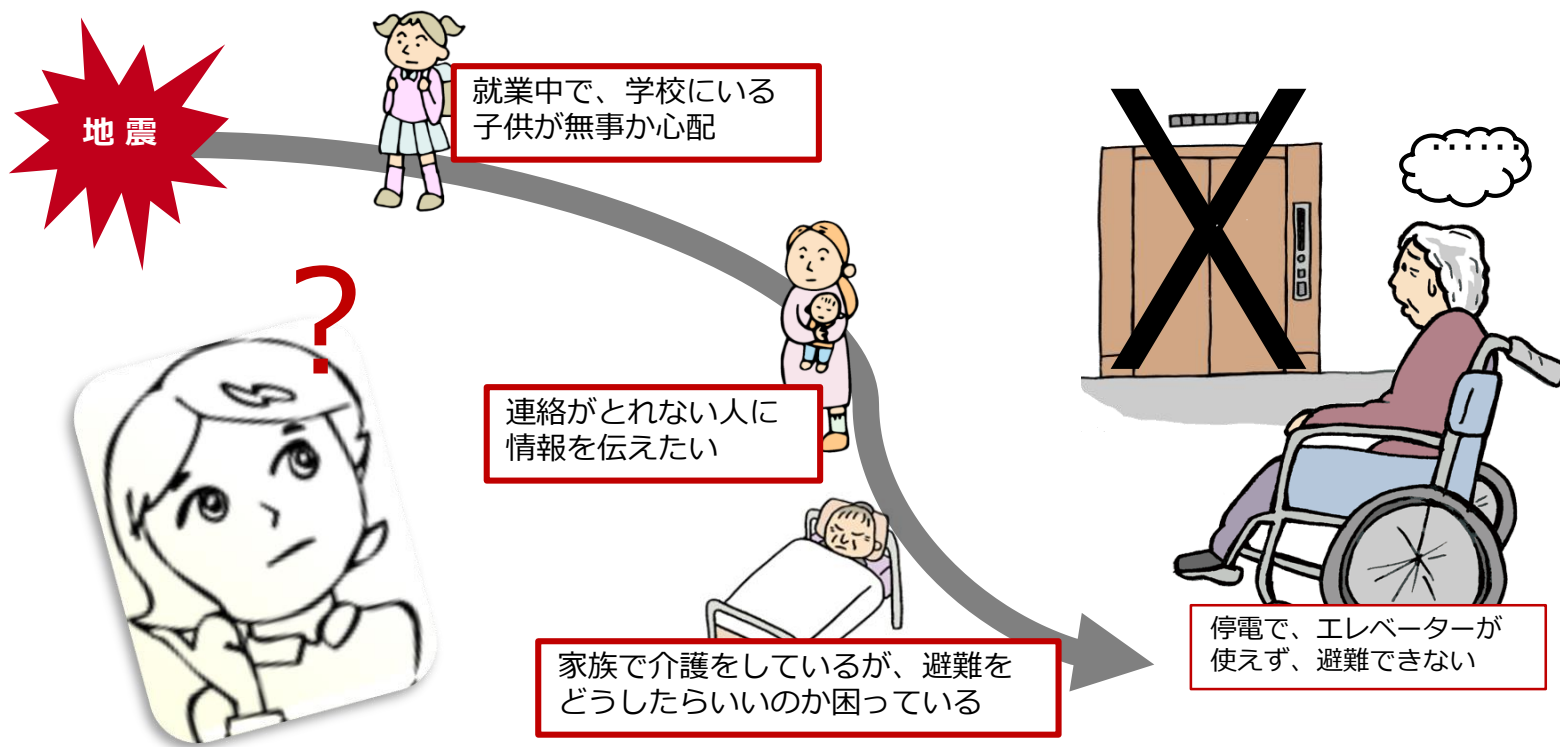 地 震
就業中で、学校にいる
子供が無事か心配
?
連絡がとれない人に
情報を伝えたい
家族で介護をしているが、避難を
どうしたらいいのか困っている
・・・・・・
停電で、エレベーターが
使えず、避難できない